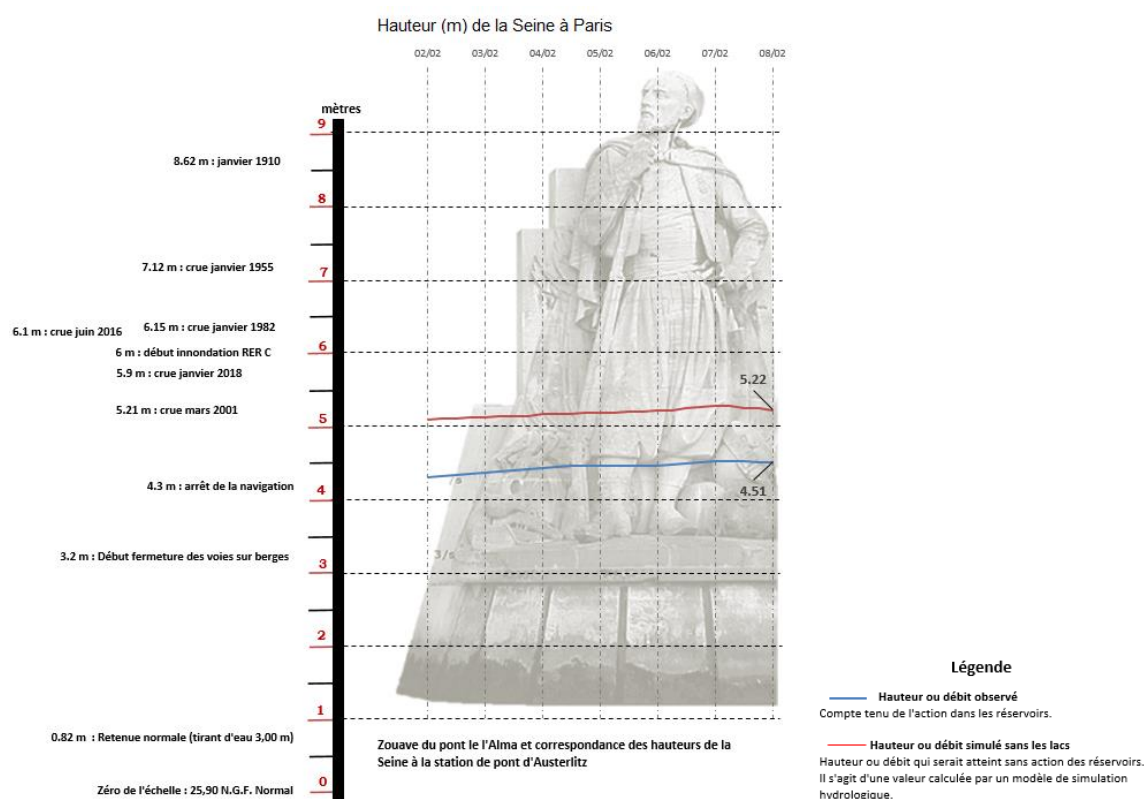 Hauteur (m) de la Seine à Paris
02/02 03/02 04/02 05/02 06/02 07/02 08/02
mètres
9
8.62 m : janvier 1910
8
7.12 m : crue janvier 1955
7
6.15 m : crue janvier 1982
6.1 m : crue juin 2016
6 m : début innondation RER C
6
5.9 m : crue janvier 2018
5.22
5.21 m : crue mars 2001
5
4.3 m : arrêt de la navigation
4.51
4
/s
3.2 m : Début fermeture des voies sur berges
3/s
3
2
1
0.82 m : Retenue normale (tirant d'eau 3,00 m)
0
Zéro de l'échelle : 25,90 N.G.F. Normal
Zouave du pont le l'Alma et correspondance des hauteurs de la
Seine à la station de pont d'Austerlitz
Légende
Hauteur ou débit observé
Compte tenu de l'action dans les réservoirs.
Hauteur ou débit simulé sans les lacs
Hauteur ou débit qui serait atteint sans action des réservoirs.
Il s'agit d'une valeur calculée par un modèle de simulation
hydrologique.